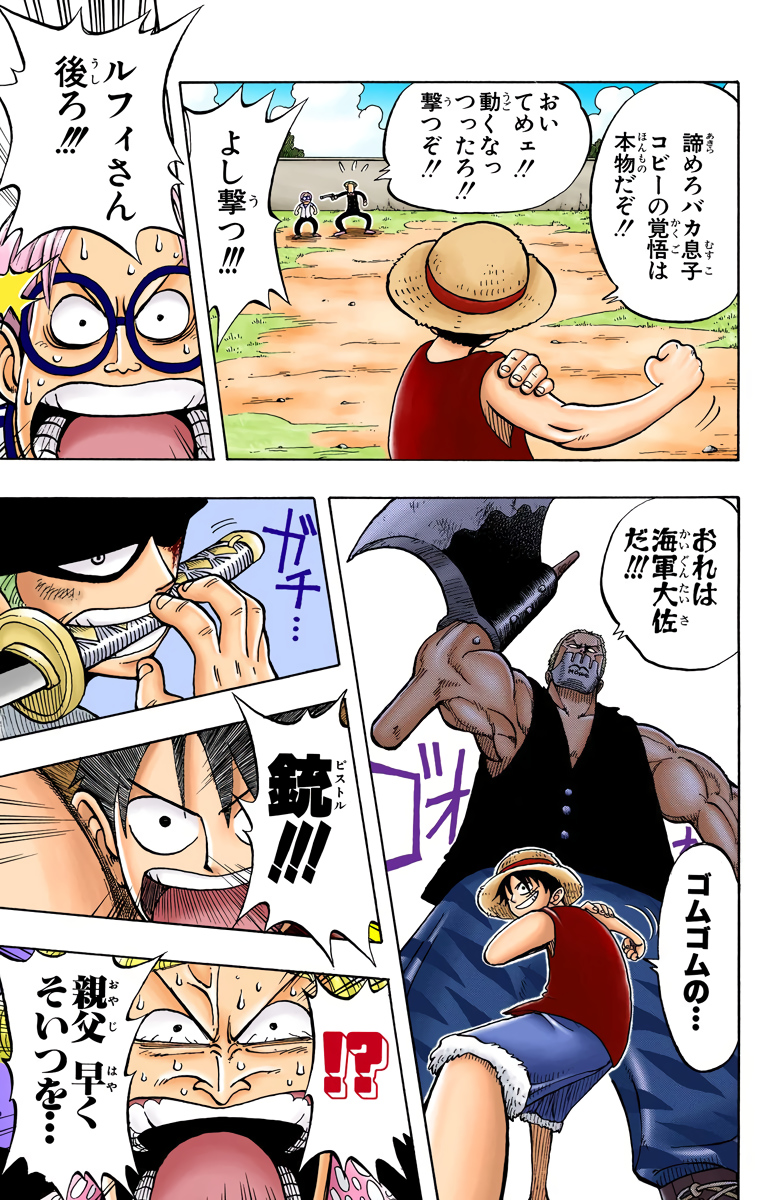 諦めろバカ息子
コビーの覚悟は
本物だぞ!!
おい
てめェ!!
動くなっ
つったろ!!
撃つぞ!!
よし撃つ!!!
ルフィさん
後ろ!!!
おれは
海軍大佐
だ!!!
ゴムゴムの…
ゴオ
ガチ…
銃!!!
!?
親父 早く
そいつを…